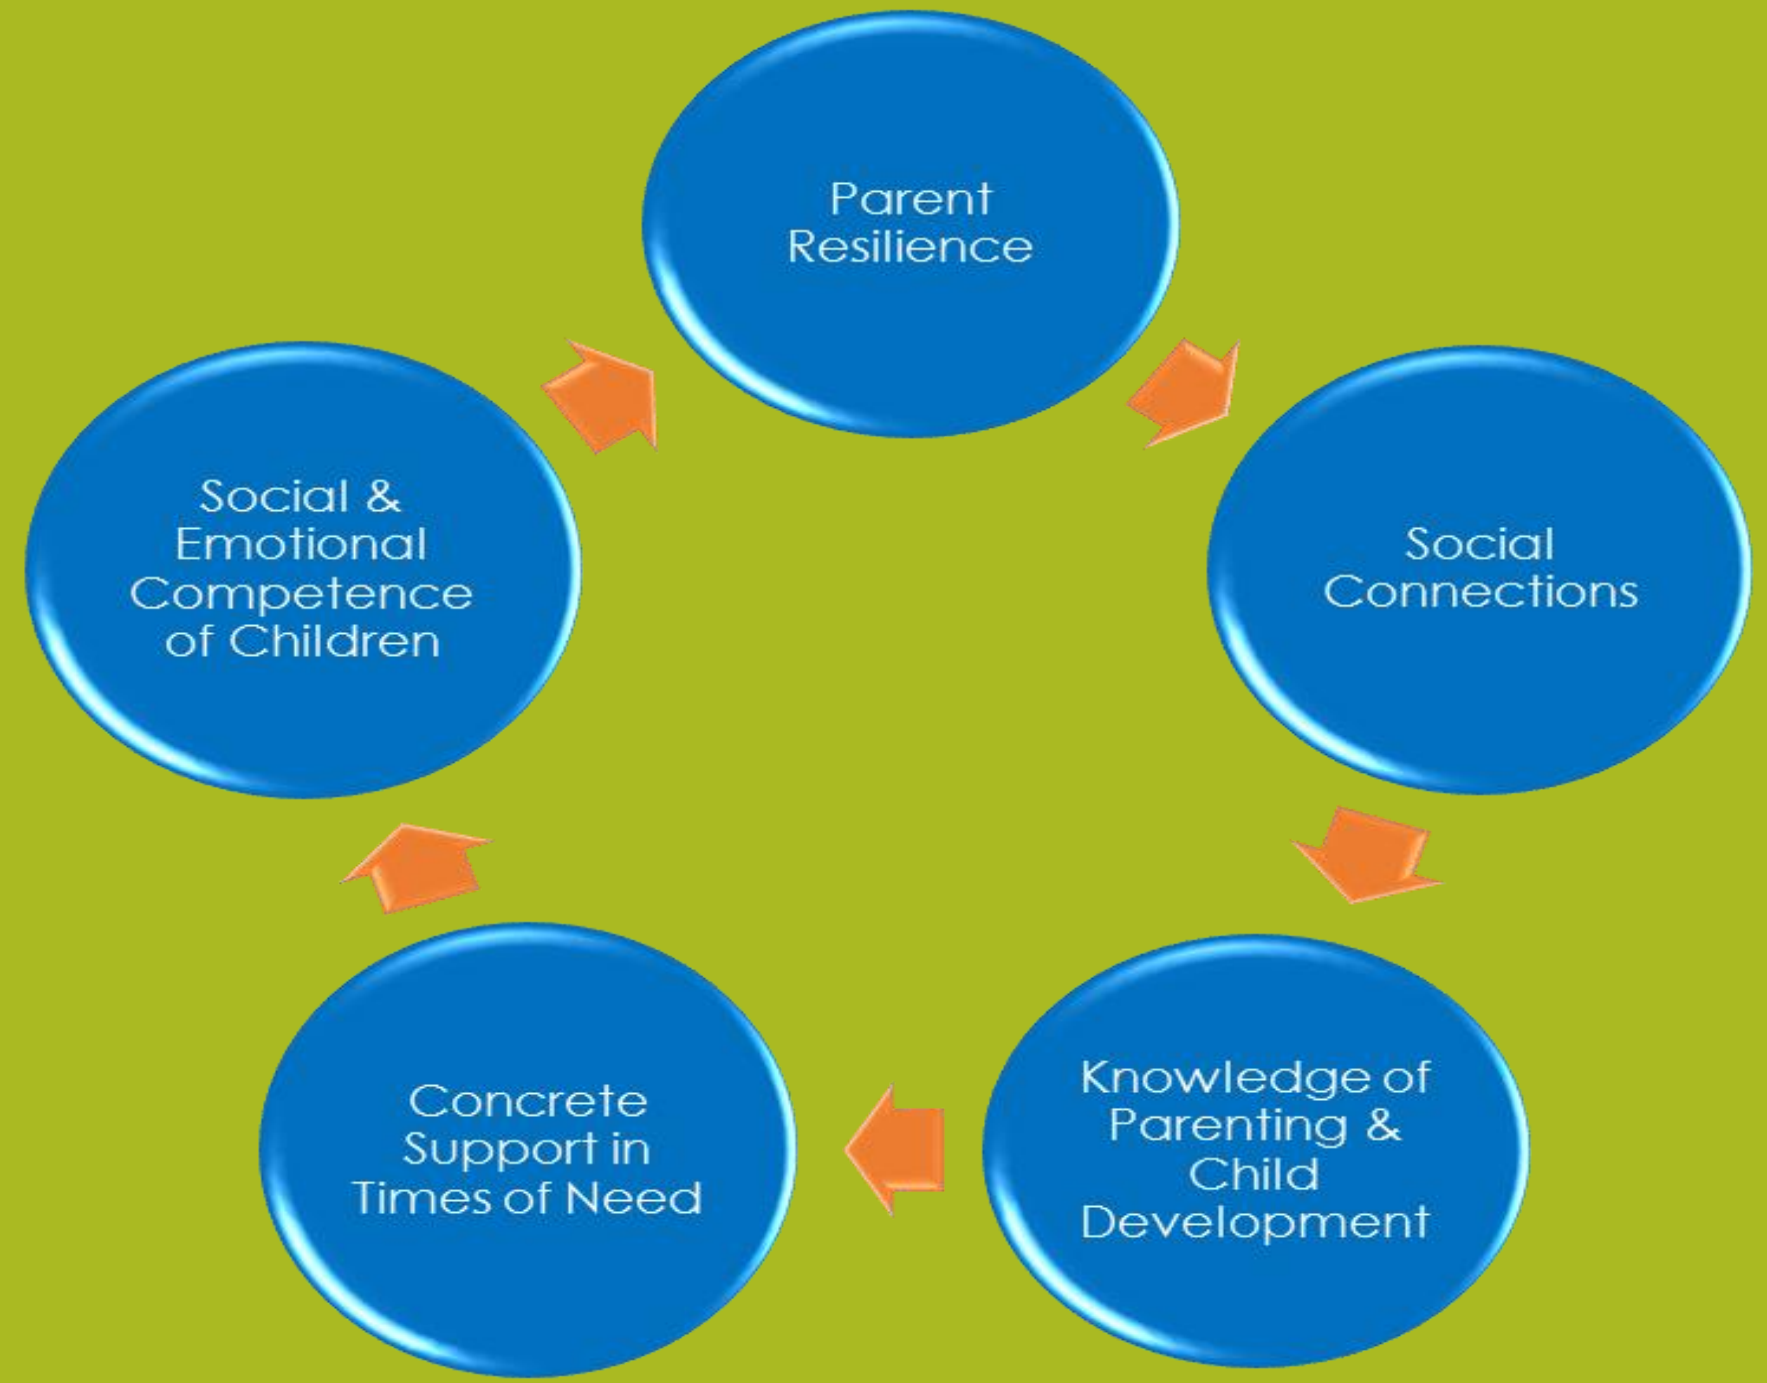 Parent
Resilience
Social
Connections
Knowledge of
Parenting &
Child
Development
Concrete
Support in
Times of Need
Social &
Emotional
Competence
of Children